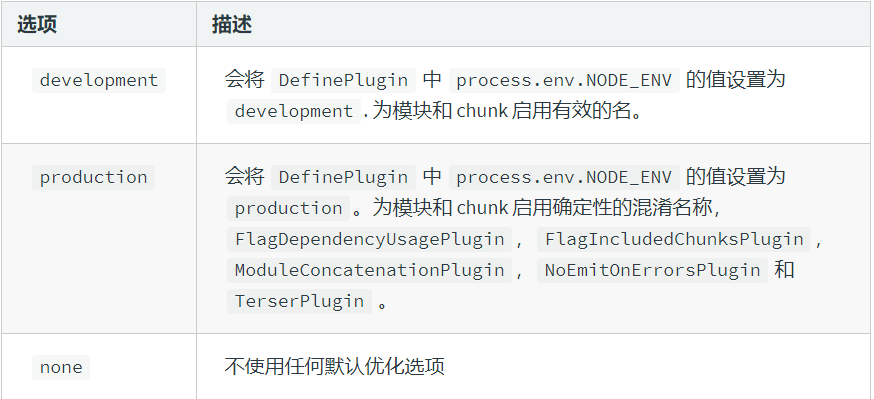 选项 描述
development 会将 DefinePlugin 中 process.env.NODE_ENV 的值设置为
development . 为模块和 chunk 启用有效的名。
production 会将 DefinePlugin 中 process.env.NODE_ENV 的值设置为
production 。为模块和 chunk 启用确定性的混淆名称,
FlagDependencyUsagePlugin , FlagIncludedChunksPlugin ,
ModuleConcatenationPlugin , NoEmitOnErrorsPlugin 和
TerserPlugin 。
none 不使用任何默认优化选项